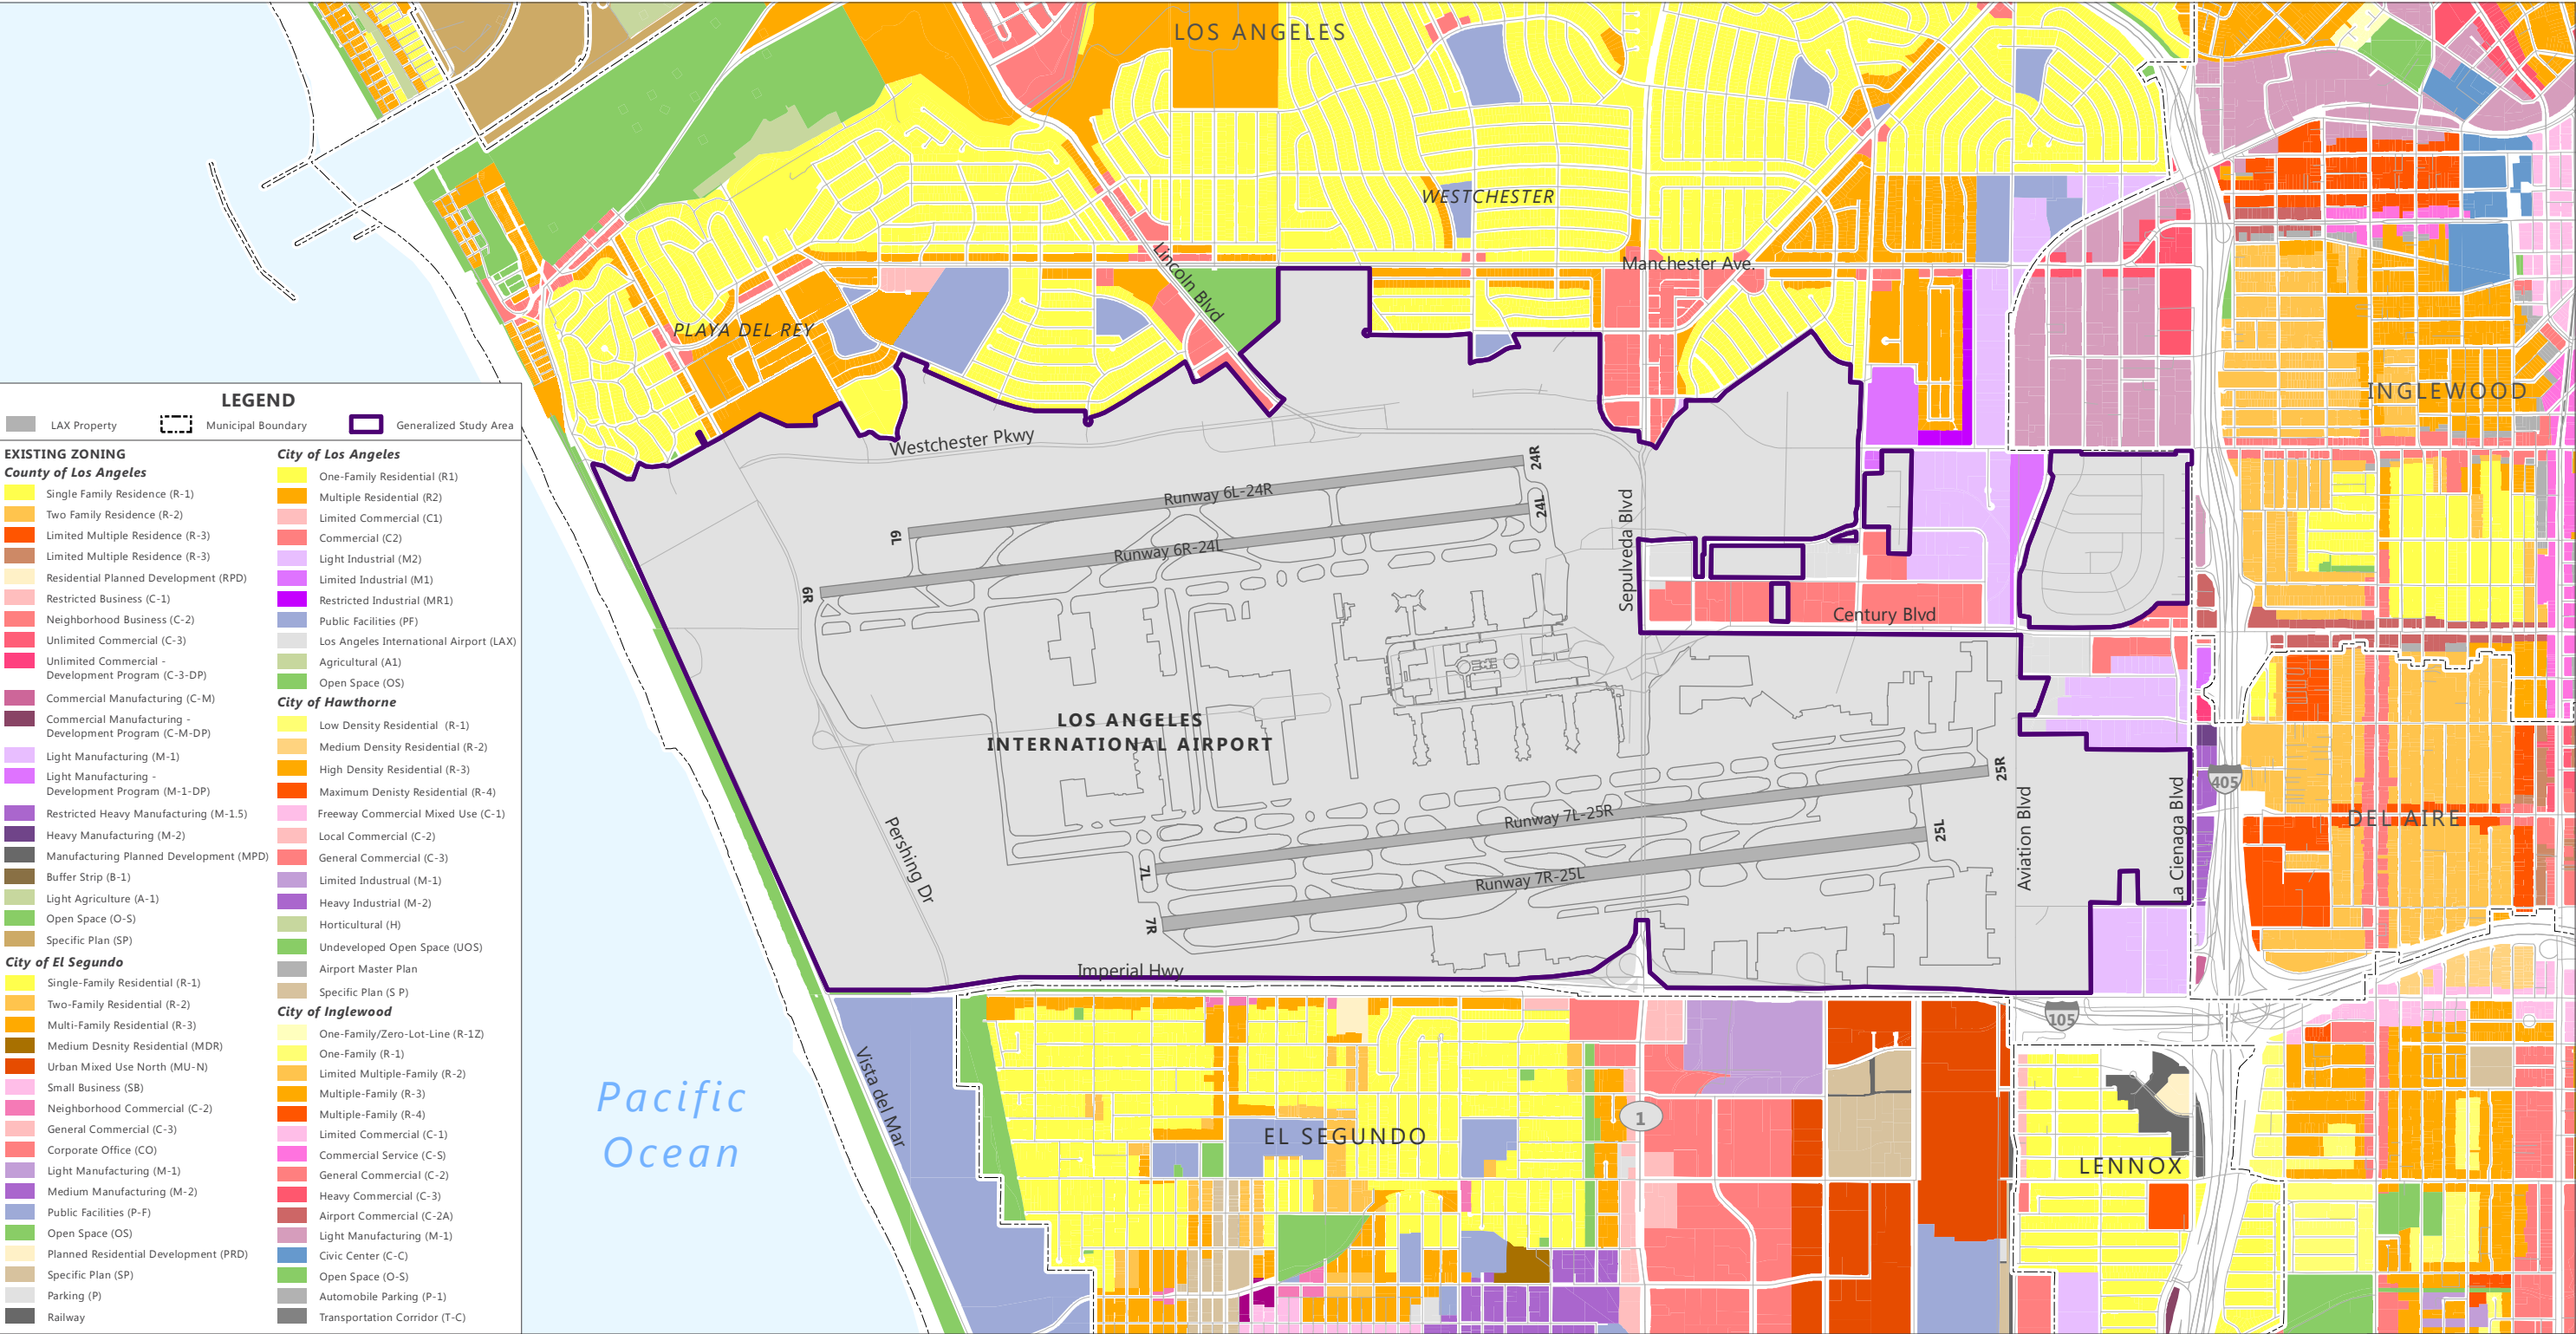 LOS ANGELES
WESTCHESTER
Manchester Ave.
Lincoln Blvd
PLAYA DEL REY
INGLEWOOD
Westchester Pkwy
24R
Runway 6L-24R
24L
6L
Runway 6R-24L
6R
Sepulveda Blvd
Century Blvd
LOS ANGELES
INTERNATIONAL AIRPORT
25R
405
Runway 7L-25R
DEL AIRE
25L
Aviation Blvd
La Cienaga Blvd
Pershing Dr
7L
Runway 7R-25L
7R
Imperial Hwy
105
Vista del Mar
Pacific
Ocean
1
EL SEGUNDO
LENNOX
LEGEND
LAX Property
Municipal Boundary
Generalized Study Area
EXISTING ZONING
County of Los Angeles
Single Family Residence (R-1)
Two Family Residence (R-2)
Limited Multiple Residence (R-3)
Limited Multiple Residence (R-3)
Residential Planned Development (RPD)
Restricted Business (C-1)
Neighborhood Business (C-2)
Unlimited Commercial (C-3)
Unlimited Commercial -
Development Program (C-3-DP)
Commercial Manufacturing (C-M)
Commercial Manufacturing -
Development Program (C-M-DP)
Light Manufacturing (M-1)
Light Manufacturing -
Development Program (M-1-DP)
Restricted Heavy Manufacturing (M-1.5)
Heavy Manufacturing (M-2)
Manufacturing Planned Development (MPD)
Buffer Strip (B-1)
Light Agriculture (A-1)
Open Space (O-S)
Specific Plan (SP)
City of El Segundo
Single-Family Residential (R-1)
Two-Family Residential (R-2)
Multi-Family Residential (R-3)
Medium Desnity Residential (MDR)
Urban Mixed Use North (MU-N)
Small Business (SB)
Neighborhood Commercial (C-2)
General Commercial (C-3)
Corporate Office (CO)
Light Manufacturing (M-1)
Medium Manufacturing (M-2)
Public Facilities (P-F)
Open Space (OS)
Planned Residential Development (PRD)
Specific Plan (SP)
Parking (P)
Railway
City of Los Angeles
One-Family Residential (R1)
Multiple Residential (R2)
Limited Commercial (C1)
Commercial (C2)
Light Industrial (M2)
Limited Industrial (M1)
Restricted Industrial (MR1)
Public Facilities (PF)
Los Angeles International Airport (LAX)
Agricultural (A1)
Open Space (OS)
City of Hawthorne
Low Density Residential (R-1)
Medium Density Residential (R-2)
High Density Residential (R-3)
Maximum Denisty Residential (R-4)
Freeway Commercial Mixed Use (C-1)
Local Commercial (C-2)
General Commercial (C-3)
Limited Industrual (M-1)
Heavy Industrial (M-2)
Horticultural (H)
Undeveloped Open Space (UOS)
Airport Master Plan
Specific Plan (S P)
City of Inglewood
One-Family/Zero-Lot-Line (R-1Z)
One-Family (R-1)
Limited Multiple-Family (R-2)
Multiple-Family (R-3)
Multiple-Family (R-4)
Limited Commercial (C-1)
Commercial Service (C-S)
General Commercial (C-2)
Heavy Commercial (C-3)
Airport Commercial (C-2A)
Light Manufacturing (M-1)
Civic Center (C-C)
Open Space (O-S)
Automobile Parking (P-1)
Transportation Corridor (T-C)